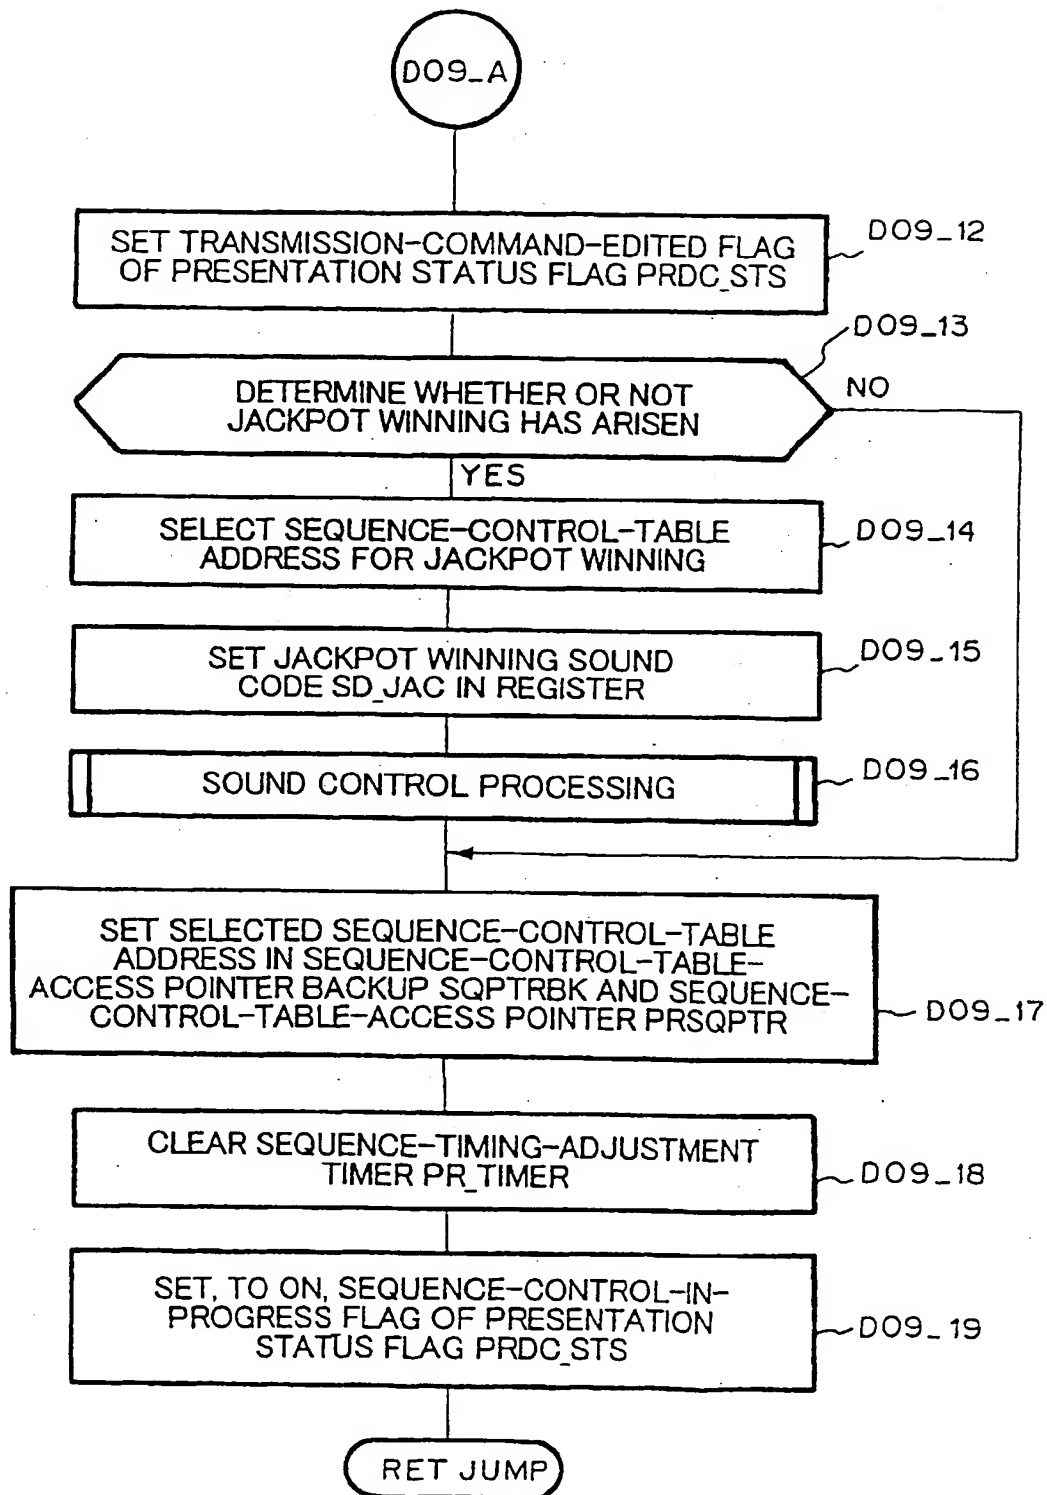 D09_A
SET TRANSMISSION-COMMAND-EDITED FLAG
OF PRESENTATION STATUS FLAG PRDC_STS
D09_12
D09_13
DETERMINE WHETHER OR NOT
JACKPOT WINNING HAS ARISEN
NO
YES
SELECT SEQUENCE-CONTROL-TABLE
ADDRESS FOR JACKPOT WINNING
D09_14
SET JACKPOT WINNING SOUND
CODE SD_JAC IN REGISTER
D09_15
SOUND CONTROL PROCESSING
D09_16
SET SELECTED SEQUENCE-CONTROL-TABLE
ADDRESS IN SEQUENCE-CONTROL-TABLE-
ACCESS POINTER BACKUP SQPTRBK AND SEQUENCE-
CONTROL-TABLE-ACCESS POINTER PRSQPTR
D09_17
CLEAR SEQUENCE-TIMING-ADJUSTMENT
TIMER PR_TIMER
D09_18
SET, TO ON, SEQUENCE-CONTROL-IN-
PROGRESS FLAG OF PRESENTATION
STATUS FLAG PRDC_STS
D09_19
RET JUMP